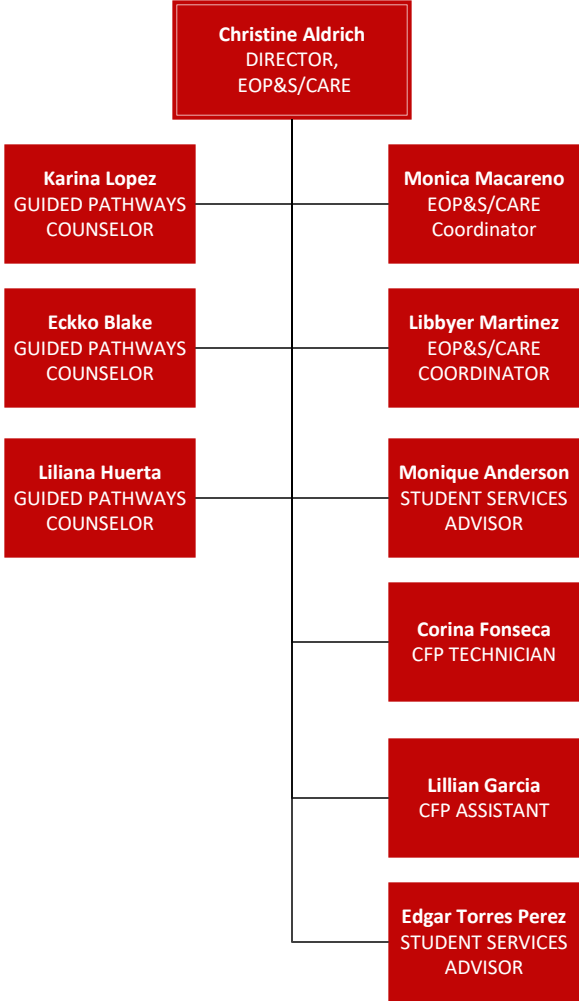 Christine Aldrich
DIRECTOR,
EOP&S/CARE
Karina Lopez
GUIDED PATHWAYS
COUNSELOR
Monica Macareno
EOP&S/CARE
Coordinator
Eckko Blake
GUIDED PATHWAYS
COUNSELOR
Libbyer Martinez
EOP&S/CARE
COORDINATOR
Liliana Huerta
GUIDED PATHWAYS
COUNSELOR
Monique Anderson
STUDENT SERVICES
ADVISOR
Corina Fonseca
CFP TECHNICIAN
Lillian Garcia
CFP ASSISTANT
Edgar Torres Perez
STUDENT SERVICES
ADVISOR